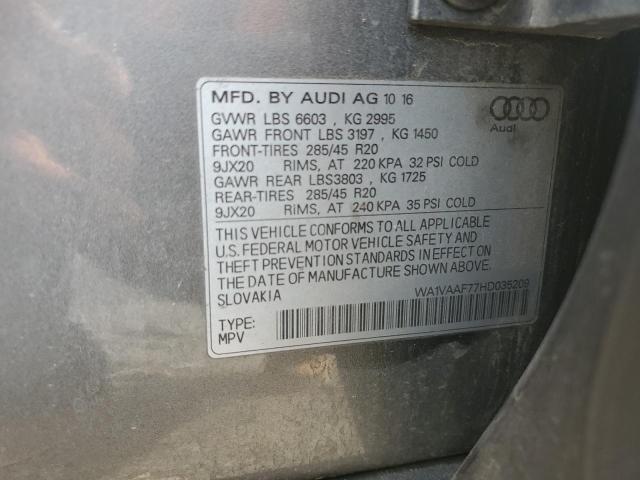 MFD. BY AUDI AG 10 16
GVWR LBS 6603 , KG 2995
GAWR FRONT LBS 3197 , KG 1450
FRONT-TIRES 285/45 R20
9JX20 RIMS, AT 220 KPA 32 PSI COLD
GAWR REAR LBS3803 , KG 1725
REAR-TIRES 285/45 R20
9JX20 RIMS, AT 240 KPA 35 PSI COLD
Audi
THIS VEHICLE CONFORMS TO ALL APPLICABLE
U.S. FEDERAL MOTOR VEHICLE SAFETY AND
THEFT PREVENTION STANDARDS IN EFFECT ON
THE DATE OF MANUFACTURE SHOWN ABOVE.
SLOVAKIA
WA1VAAF77HD035209
TYPE:
MPV